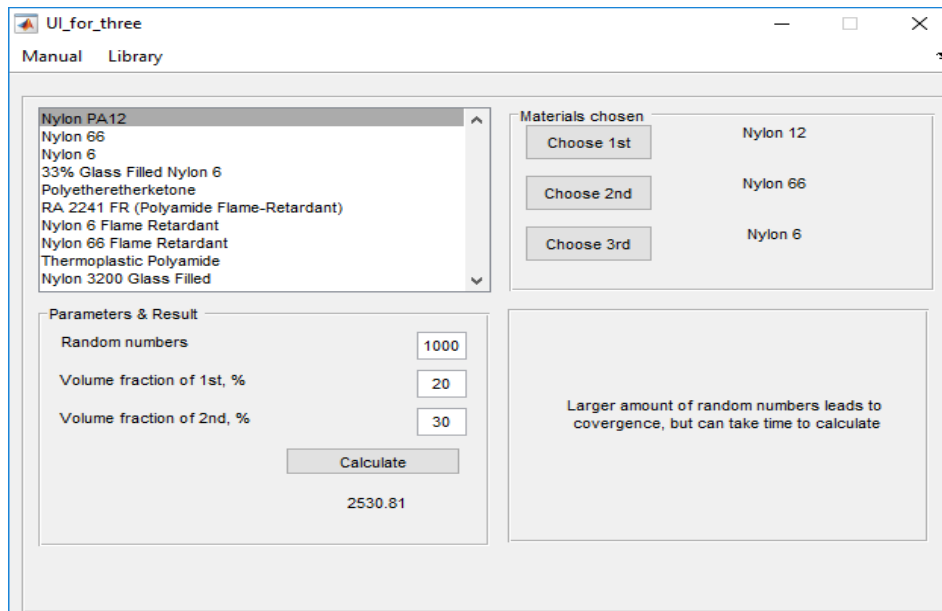 UI_for_three
Manual Library
Nylon PA12
Nylon 66
Nylon 6
33% Glass Filled Nylon 6
Polyetheretherketone
RA 2241 FR (Polyamide Flame-Retardant)
Nylon 6 Flame Retardant
Nylon 66 Flame Retardant
Thermoplastic Polyamide
Nylon 3200 Glass Filled
Materials chosen
Choose 1st Nylon 12
Choose 2nd Nylon 66
Choose 3rd Nylon 6
Parameters & Result
Random numbers 1000
Volume fraction of 1st, % 20
Volume fraction of 2nd, % 30
Calculate
2530.81
Larger amount of random numbers leads to
covergence, but can take time to calculate